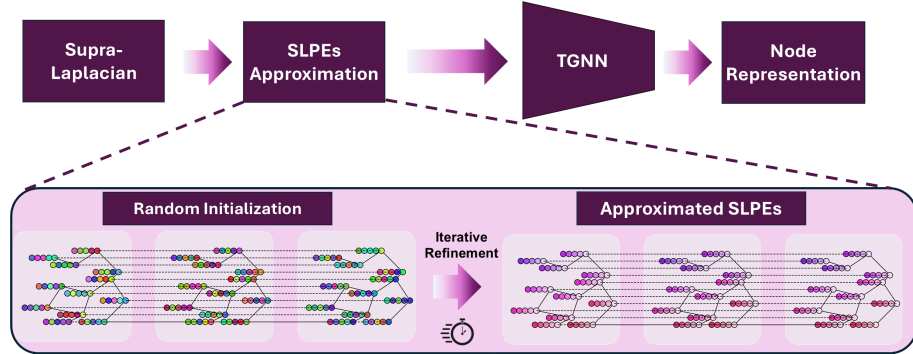 Supra-
Laplacian
SLPEs
Approximation
TGNN
Node
Representation
Random Initialization
Iterative
Refinement
Approximated SLPEs